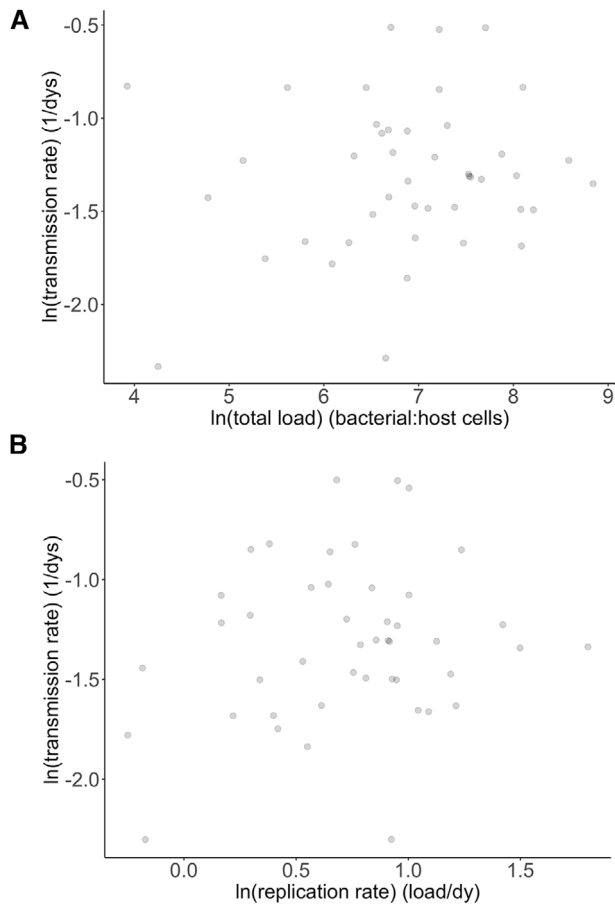 A
-0.5
-1.0
-1.5
-2.0
ln(transmission rate) (1/dys)
4 5 6 7 8 9
ln(total load) (bacterial:host cells)
B
-0.5
-1.0
-1.5
-2.0
ln(transmission rate) (1/dys)
0.0 0.5 1.0 1.5
ln(replication rate) (load/dy)